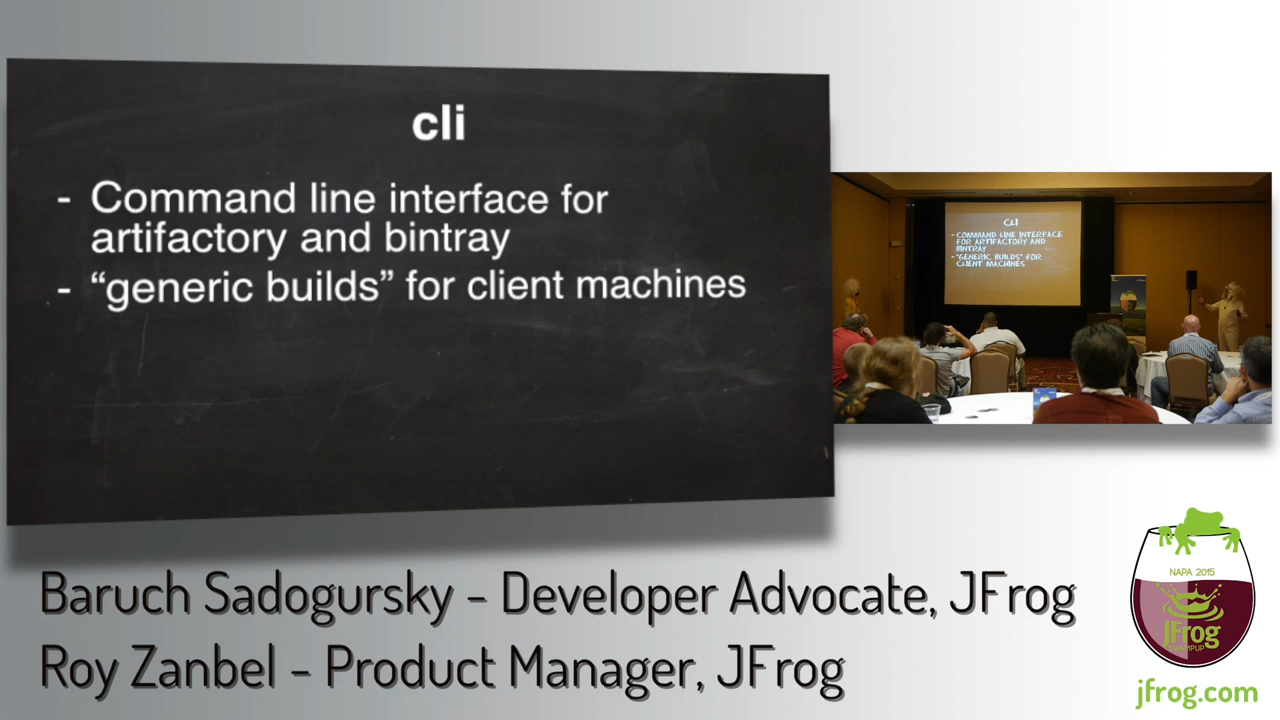 cli
- Command line interface for
artifactory and bintray
- “generic builds” for client machines
CLI
- COMMAND LINE INTERFACE
FOR ARTIFACTORY AND
BINTRAY
- "GENERIC BUILDS" FOR
CLIENT MACHINES
Baruch Sadogursky - Developer Advocate, JFrog
Roy Zanbel - Product Manager, JFrog
NAPA 2015
JFrog
SWAMPUP
jfrog.com